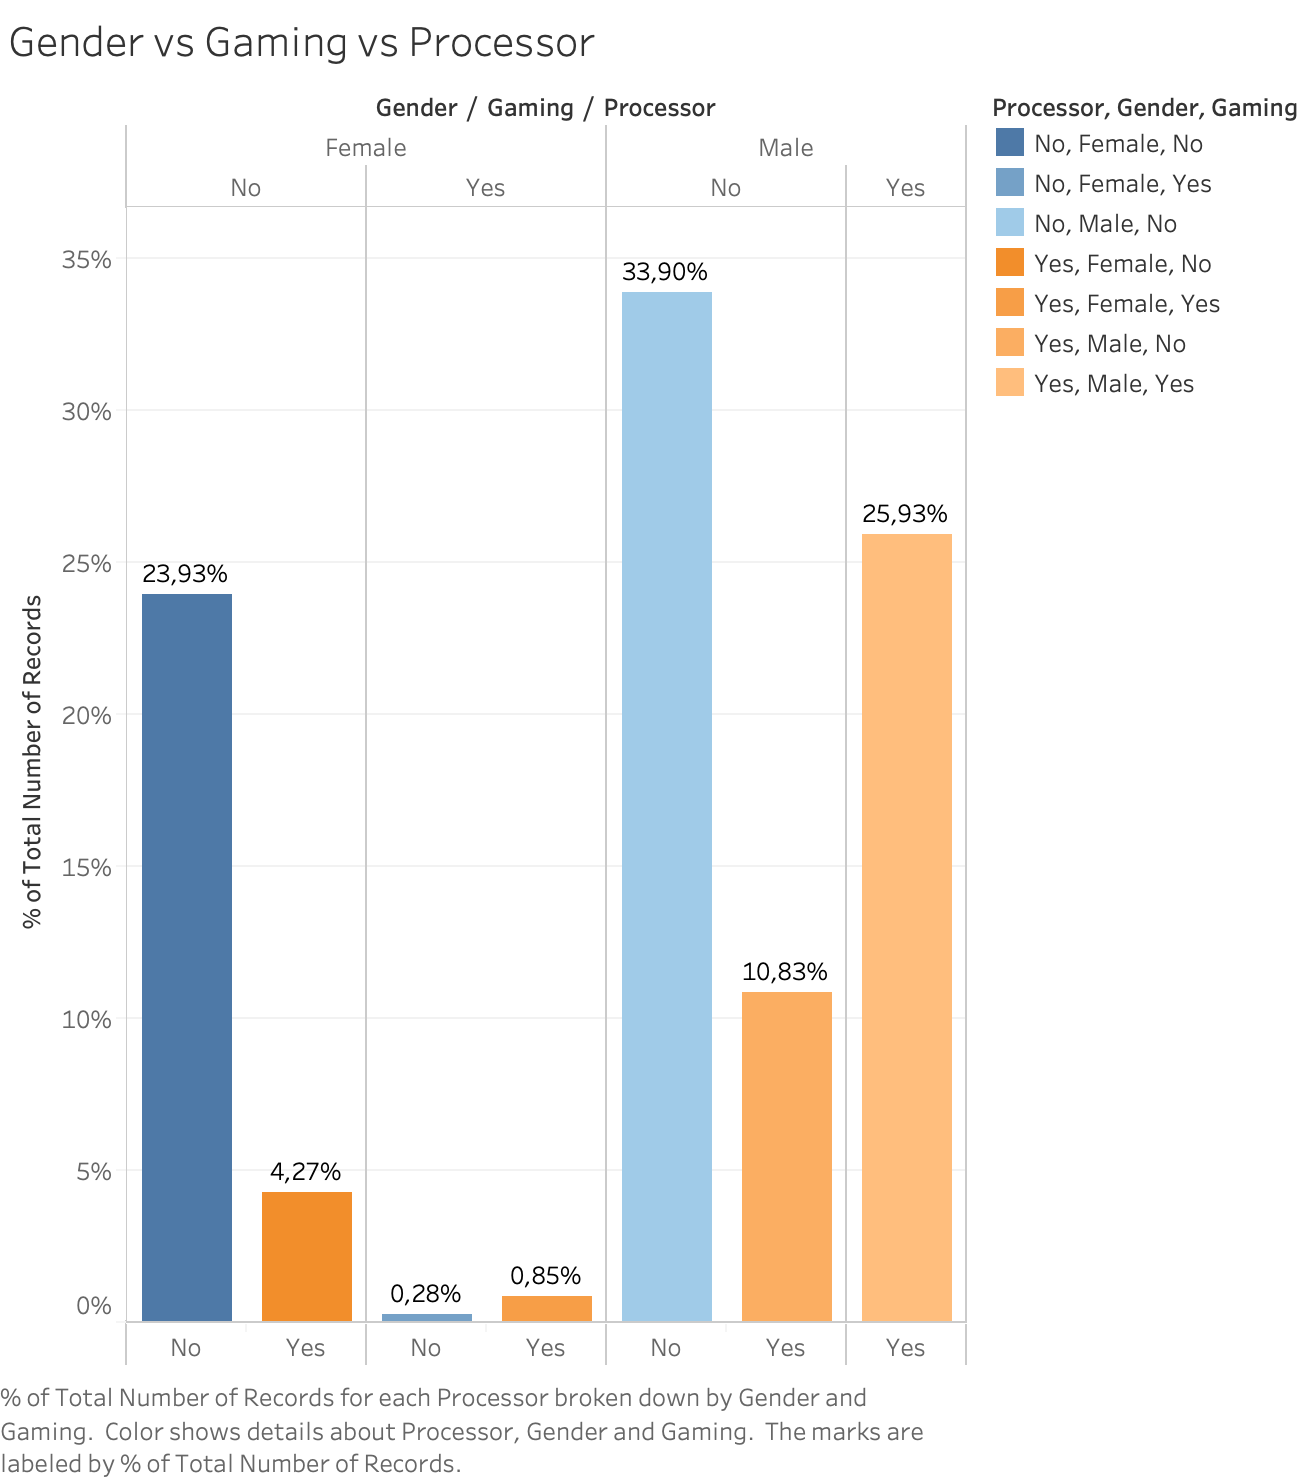 Gender vs Gaming vs Processor
Gender / Gaming / Processor
Female Male
No Yes No Yes
35%
30%
25%
20%
15%
10%
5%
0%
% of Total Number of Records
23,93%
4,27%
0,28%
0,85%
33,90%
10,83%
25,93%
No Yes No Yes No Yes Yes
Processor, Gender, Gaming
No, Female, No
No, Female, Yes
No, Male, No
Yes, Female, No
Yes, Female, Yes
Yes, Male, No
Yes, Male, Yes
% of Total Number of Records for each Processor broken down by Gender and
Gaming. Color shows details about Processor, Gender and Gaming. The marks are
labeled by % of Total Number of Records.